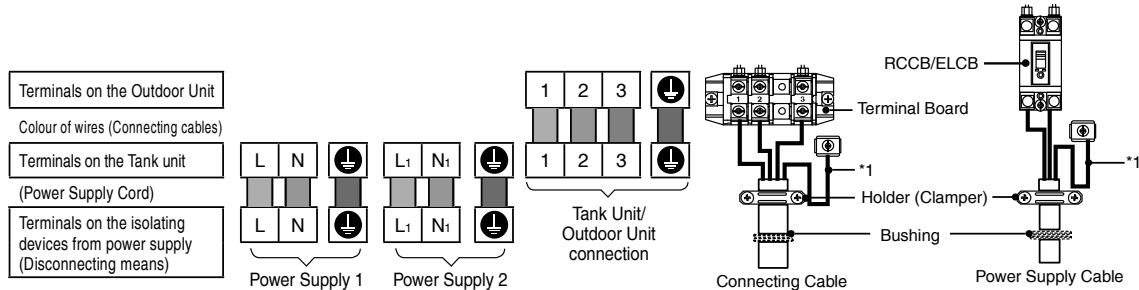 Terminals on the Outdoor Unit
Colour of wires (Connecting cables)
Terminals on the Tank unit
(Power Supply Cord)
Terminals on the isolating
devices from power supply
(Disconnecting means)
L N
L N
Power Supply 1
L1 N1
L1 N1
Power Supply 2
1 2 3
1 2 3
Tank Unit/
Outdoor Unit
connection
1 2 3
Terminal Board
*1
Holder (Clamper)
Bushing
Connecting Cable
RCCB/ELCB
*1
Power Supply Cable